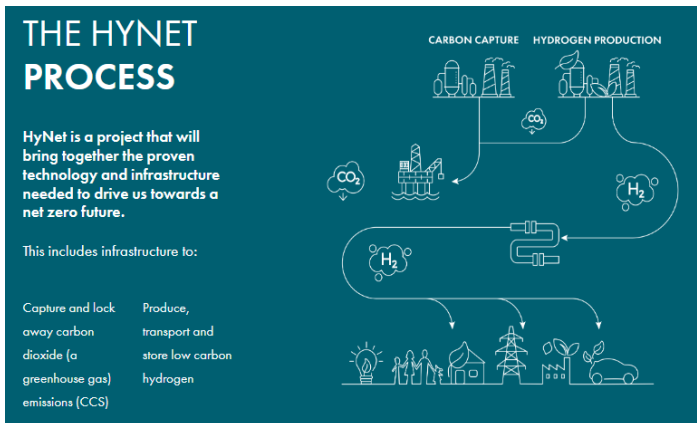 THE HYNET
PROCESS
HyNet is a project that will
bring together the proven
technology and infrastructure
needed to drive us towards a
net zero future.
This includes infrastructure to:
Capture and lock
away carbon
dioxide (a
greenhouse gas)
emissions (CCS)
Produce,
transport and
store low carbon
hydrogen
CARBON CAPTURE
HYDROGEN PRODUCTION
CO₂
CO₂
H₂
H₂